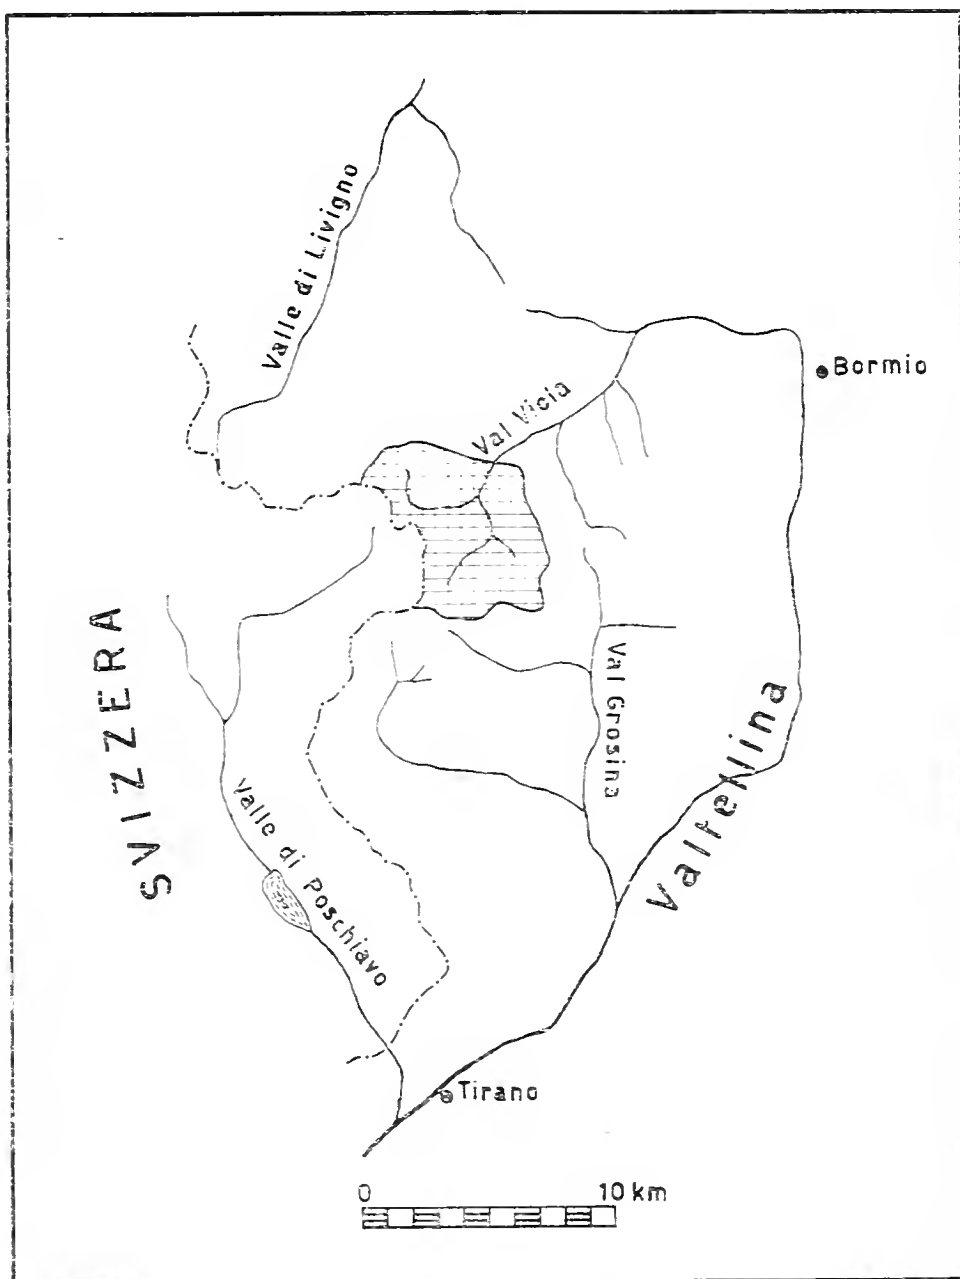 Valle di Livigno
Bormio
Val Viola
SVIZZERA
Val Grosina
Valtellina
Valle di Poschiavo
Tirano
0 10 km